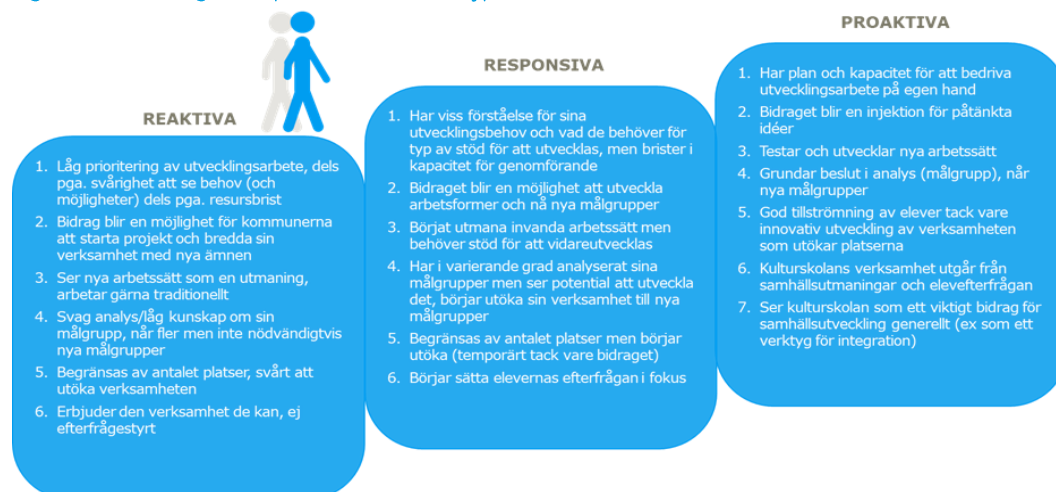 REAKTIVA
1. Låg prioritering av utvecklingsarbete, dels
pga. svårighet att se behov (och
möjligheter) dels pga. resursbrist
2. Bidrag blir en möjlighet för kommunerna
att starta projekt och bredda sin
verksamhet med nya ämnen
3. Ser nya arbetssätt som en utmaning,
arbetar gärna traditionellt
4. Svag analys/låg kunskap om sin
målgrupp, når fler men inte nödvändigtvis
nya målgrupper
5. Begränsas av antalet platser, svårt att
utöka verksamheten
6. Erbjuder den verksamhet de kan, ej
efterfrågestyrt
RESPONSIVA
1. Har viss förståelse för sina
utvecklingsbehov och vad de behöver för
typ av stöd för att utvecklas, men brister i
kapacitet för genomförande
2. Bidraget blir en möjlighet att utveckla
arbetsformer och nå nya målgrupper
3. Börjat utmana invanda arbetssätt men
behöver stöd för att vidareutvecklas
4. Har i varierande grad analyserat sina
målgrupper men ser potential att utveckla
det, börjar utöka sin verksamhet till nya
målgrupper
5. Begränsas av antalet platser men börjar
utöka (temporärt tack vare bidraget)
6. Börjar sätta elevernas efterfrågan i fokus
PROAKTIVA
1. Har plan och kapacitet för att bedriva
utvecklingsarbete på egen hand
2. Bidraget blir en injektion för påtänkta
idéer
3. Testar och utvecklar nya arbetssätt
4. Grundar beslut i analys (målgrupp), når
nya målgrupper
5. God tillströmning av elever tack vare
innovativ utveckling av verksamheten
som utökar platserna
6. Kulturskolans verksamhet utgår från
samhällsutmaningar och elevefterfrågan
7. Ser kulturskolan som ett viktigt bidrag för
samhällsutveckling generellt (ex som ett
verktyg för integration)